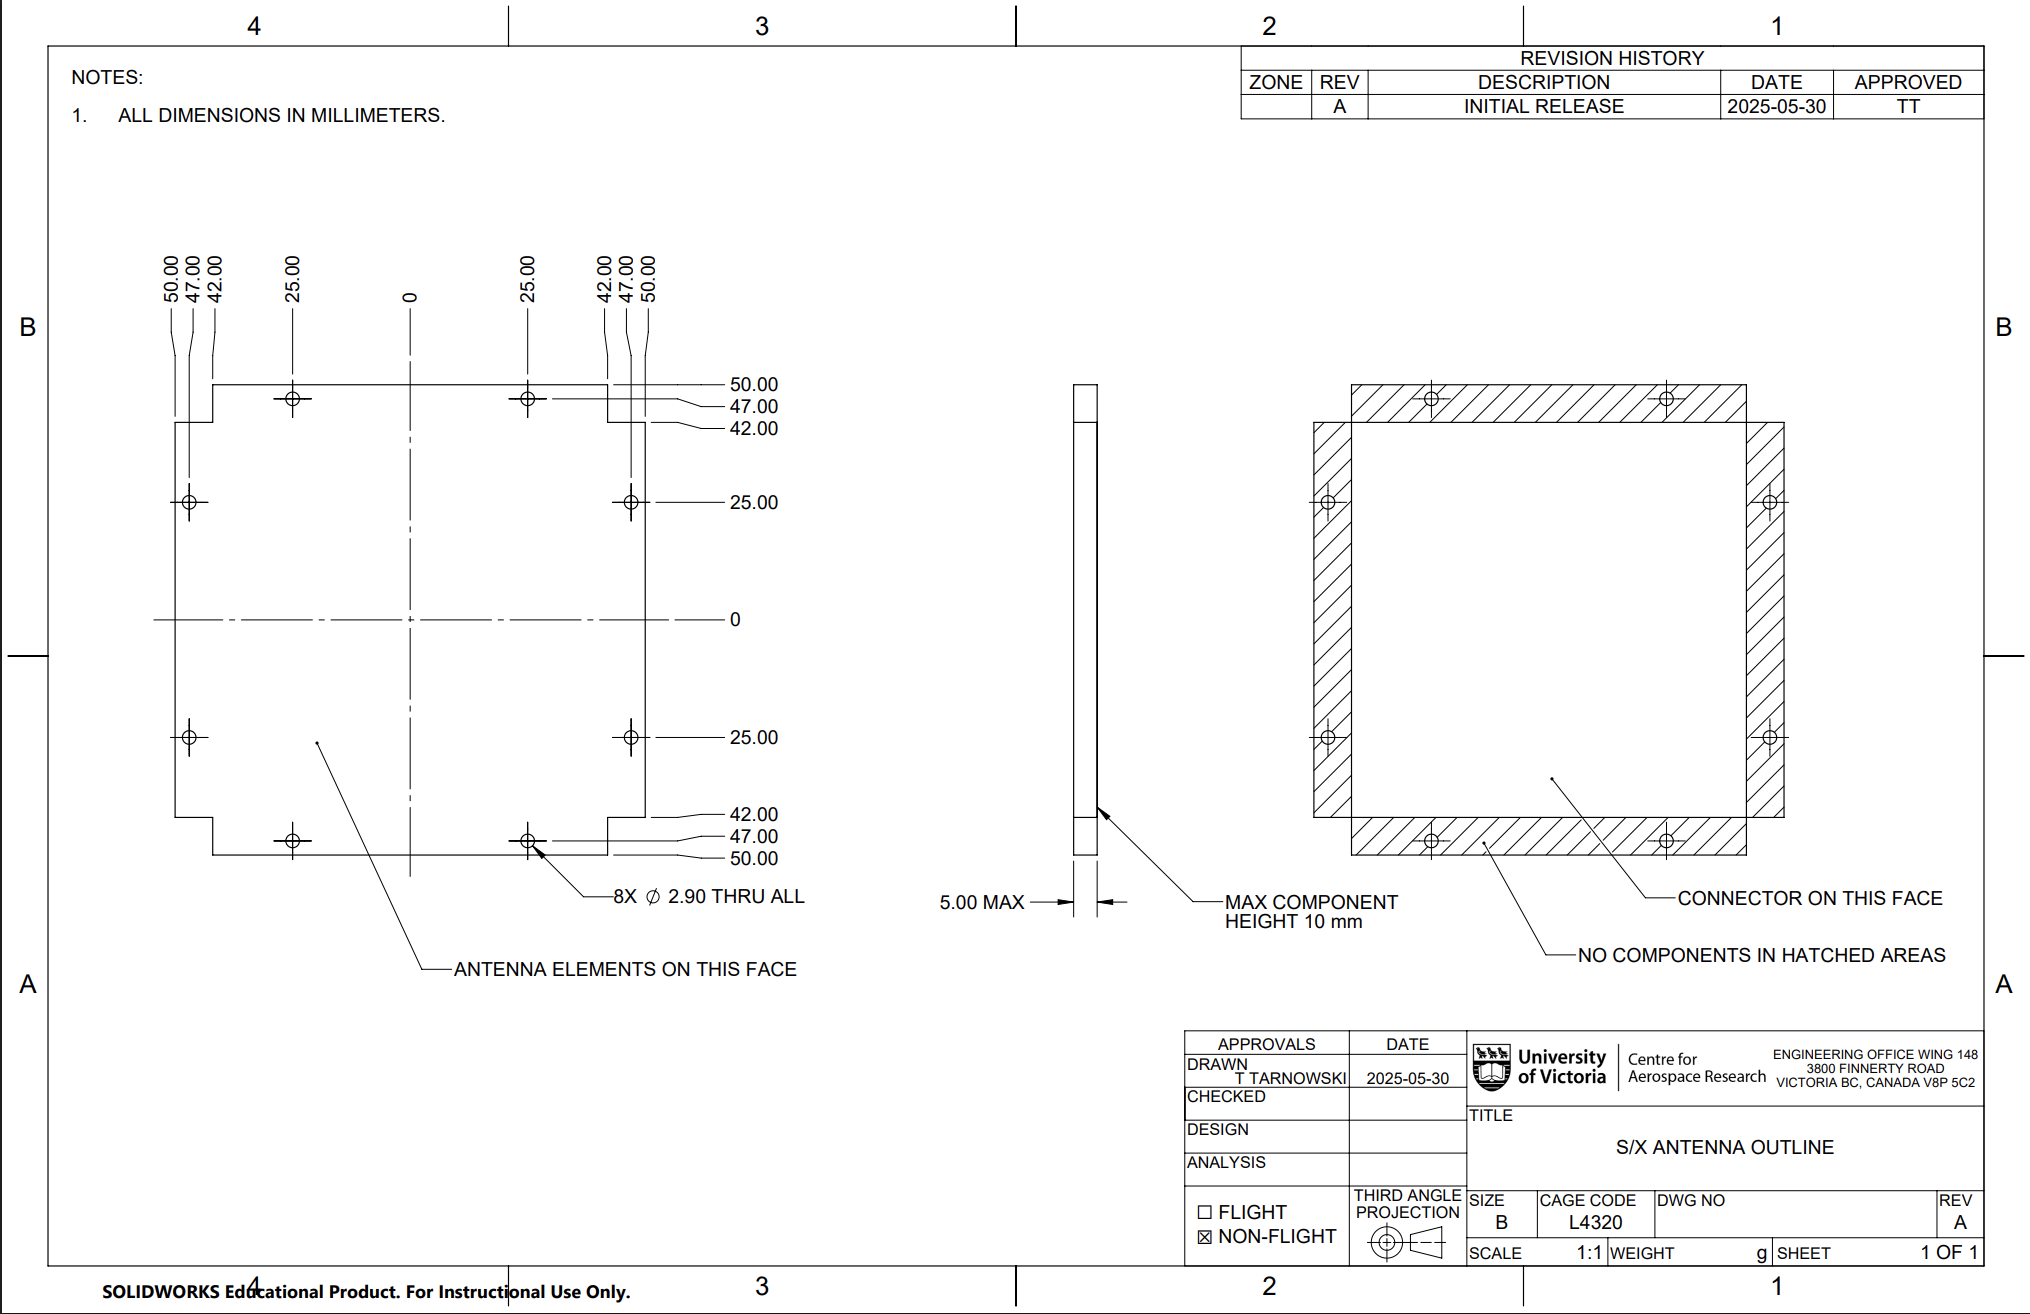 4 3 2 1
REVISION HISTORY
ZONE REV DESCRIPTION DATE APPROVED
A INITIAL RELEASE 2025-05-30 TT
NOTES:
1. ALL DIMENSIONS IN MILLIMETERS.
50.00 47.00 42.00 25.00 0 25.00 42.00 47.00 50.00
B B
50.00
47.00
42.00
25.00
0
25.00
42.00
47.00
50.00
8X ⌀ 2.90 THRU ALL
ANTENNA ELEMENTS ON THIS FACE
5.00 MAX
MAX COMPONENT
HEIGHT 10 mm
CONNECTOR ON THIS FACE
NO COMPONENTS IN HATCHED AREAS
A A
APPROVALS DATE
DRAWN
T TARNOWSKI 2025-05-30
CHECKED
DESIGN
ANALYSIS
☐ FLIGHT
☒ NON-FLIGHT
THIRD ANGLE
PROJECTION
University
of Victoria
Centre for
Aerospace Research
ENGINEERING OFFICE WING 148
3800 FINNERTY ROAD
VICTORIA BC, CANADA V8P 5C2
TITLE
S/X ANTENNA OUTLINE
SIZE CAGE CODE DWG NO REV
B L4320 A
SCALE 1:1 WEIGHT g SHEET 1 OF 1
4 3 2 1
SOLIDWORKS Educational Product. For Instructional Use Only.